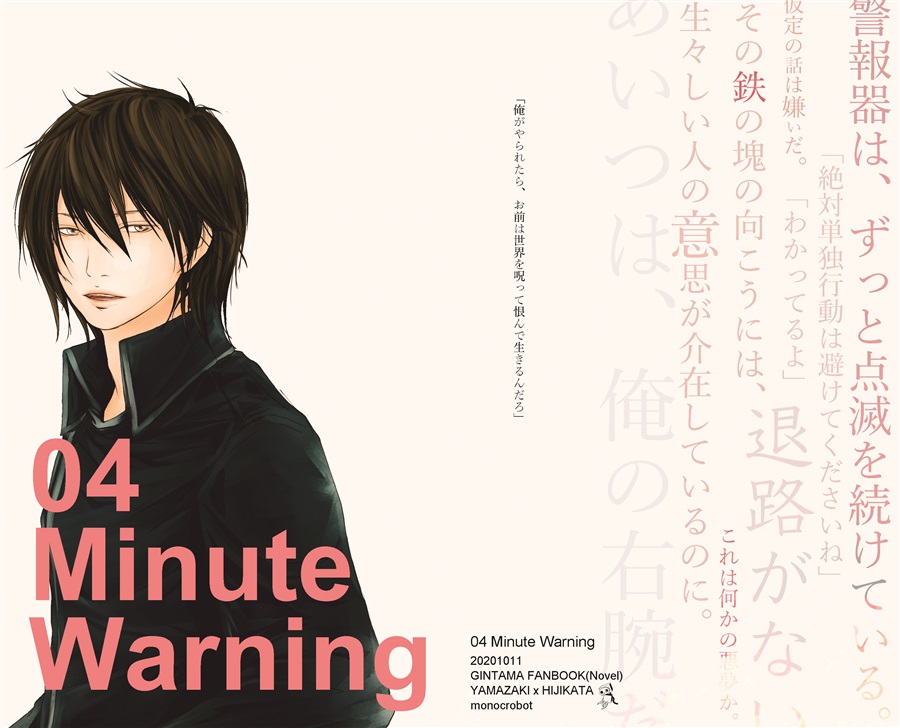 警報器は、ずっと点滅を続けている。
「絶対単独行動は避けてくださいね」
仮定の話は嫌いだ。「わかってるよ」
その鉄の塊の向こうには、退路がない
これは何かの悪夢か。
生々しい人の意思が介在しているのに。
あいつは、俺の右腕だ
「俺がやられたら、お前は世界を呪って恨んで生きるんだろ」
04
Minute
Warning
04 Minute Warning
20201011
GINTAMA FANBOOK(Novel)
YAMAZAKI x HIJIKATA
monocrobot